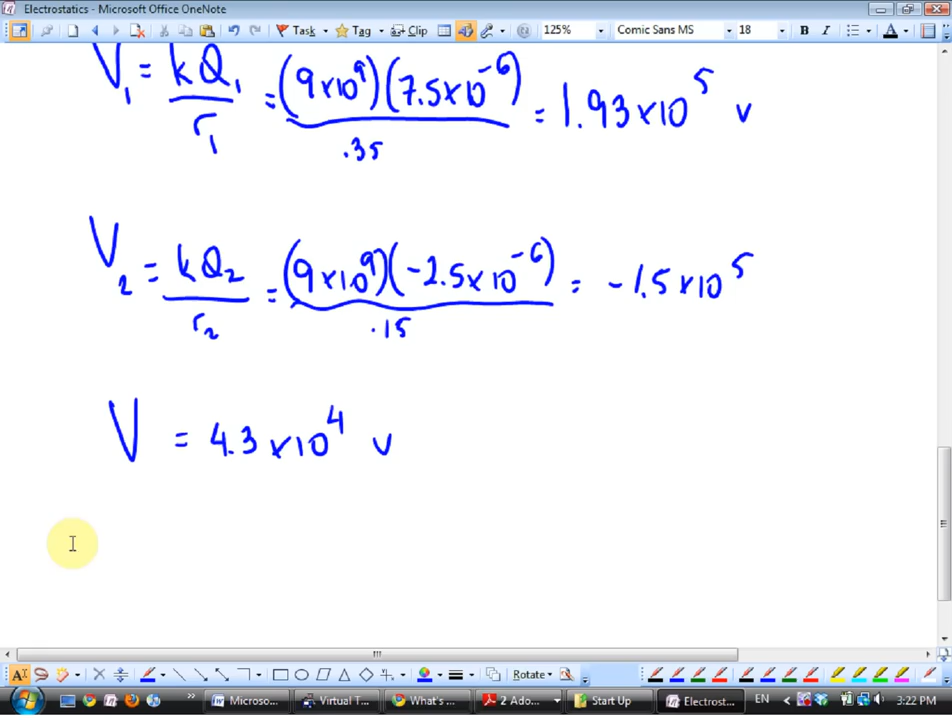 Electrostatics - Microsoft Office OneNote
Task Tag Clip 125% Comic Sans MS 18 B I A
V₁ = kQ₁/r₁ = (9×10⁹)(7.5×10⁻⁶)/.35 = 1.93×10⁵ v
V₂ = kQ₂/r₂ = (9×10⁹)(-2.5×10⁻⁶)/.15 = -1.5×10⁵
V = 4.3×10⁴ v
Rotate
Microso... Virtual T... What's ... 2 Ado... Start Up Electrost... EN 3:22 PM